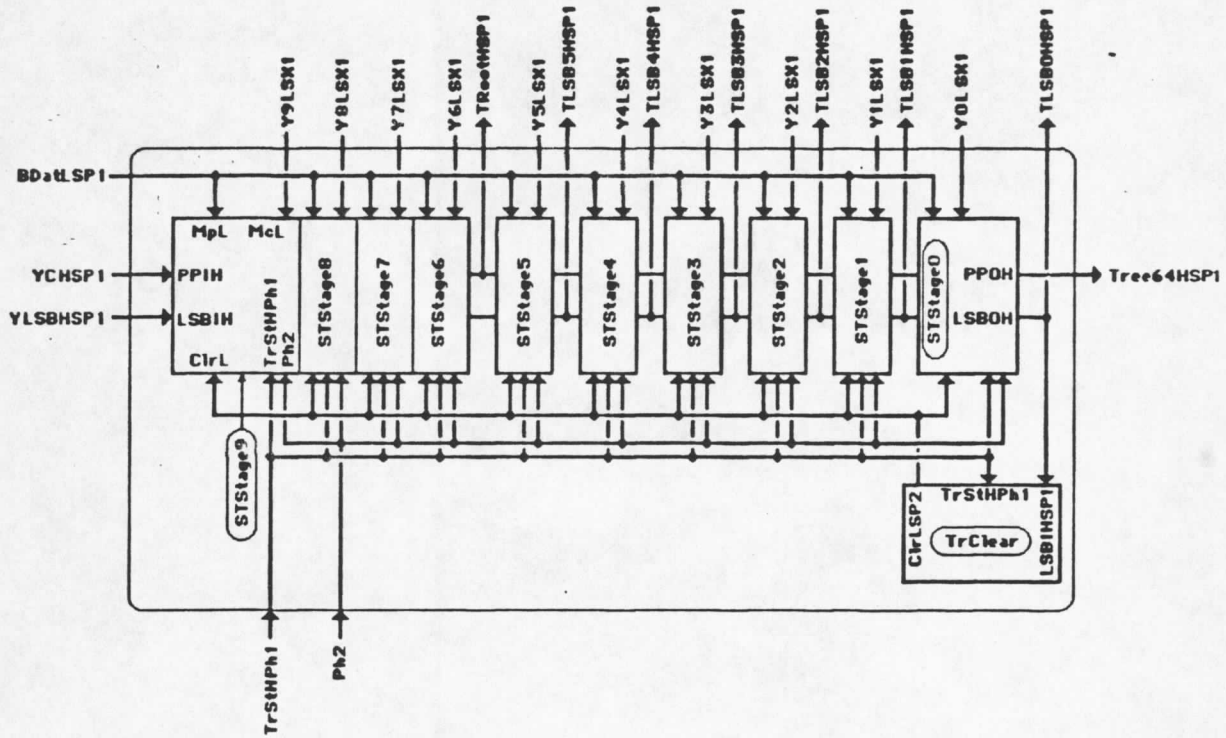 Y9LSX1
Y8LSX1
Y7LSX1
Y6LSX1
TRootHSP1
Y5LSX1
TLSB5HSP1
Y4LSX1
TLSB4HSP1
Y3LSX1
TLSB3HSP1
Y2LSX1
TLSB2HSP1
Y1LSX1
TLSB1HSP1
Y0LSX1
TLSB0HSP1
BDatLSP1
YCHSP1
YLSBHSP1
MpL
McL
PPIH
LSBIH
ClrL
TrStHPh1
Ph2
STStage8
STStage7
STStage6
STStage5
STStage4
STStage3
STStage2
STStage1
STStage0
PPOH
LSBOH
Tree64HSP1
STStage9
ClrLSP2
TrStHPh1
TrClear
LSBIHSP1
TrStHPh1
Ph2